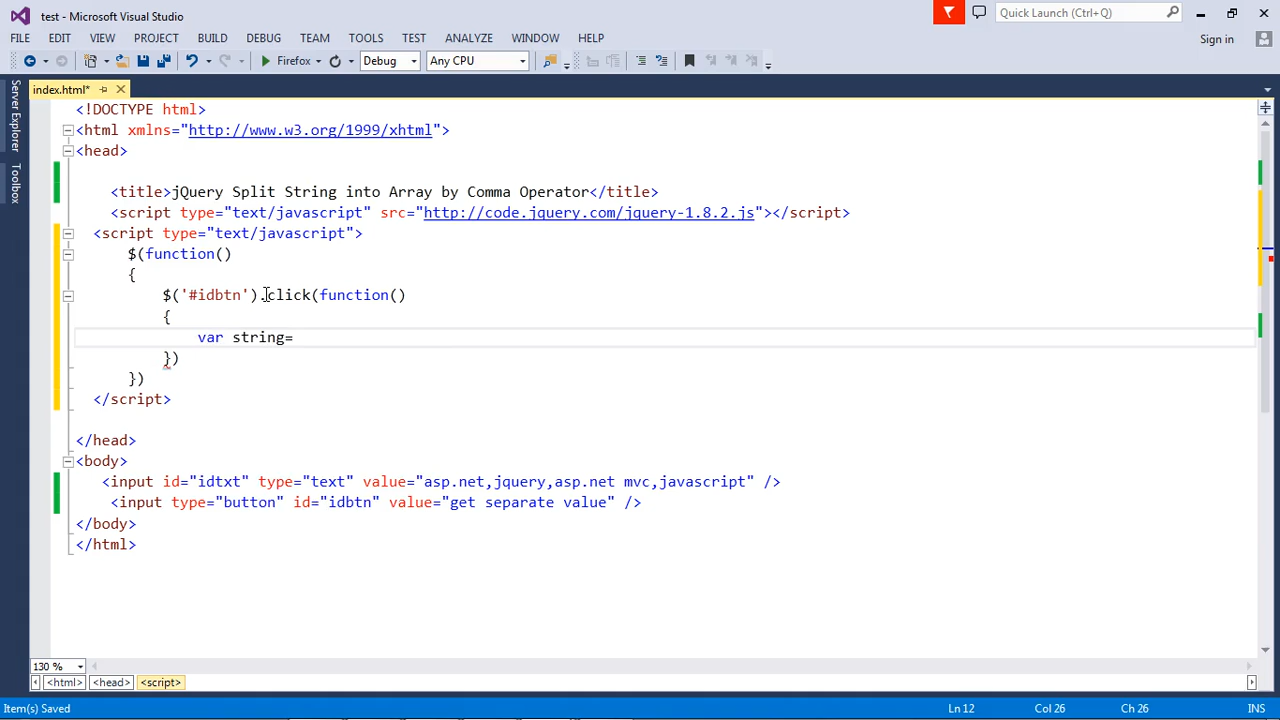 test - Microsoft Visual Studio
Quick Launch (Ctrl+Q)
FILE EDIT VIEW PROJECT BUILD DEBUG TEAM TOOLS TEST ANALYZE WINDOW HELP
Sign in
Firefox Debug Any CPU
Server Explorer
Toolbox
index.html*
<!DOCTYPE html>
<html xmlns="http://www.w3.org/1999/xhtml">
<head>
<title>jQuery Split String into Array by Comma Operator</title>
<script type="text/javascript" src="http://code.jquery.com/jquery-1.8.2.js"></script>
<script type="text/javascript">
$(function()
{
$('#idbtn').click(function()
{
var string=
})
})
</script>
</head>
<body>
<input id="idtxt" type="text" value="asp.net,jquery,asp.net mvc,javascript" />
<input type="button" id="idbtn" value="get separate value" />
</body>
</html>
130 %
<html> <head> <script>
Item(s) Saved
Ln 12 Col 26 Ch 26 INS